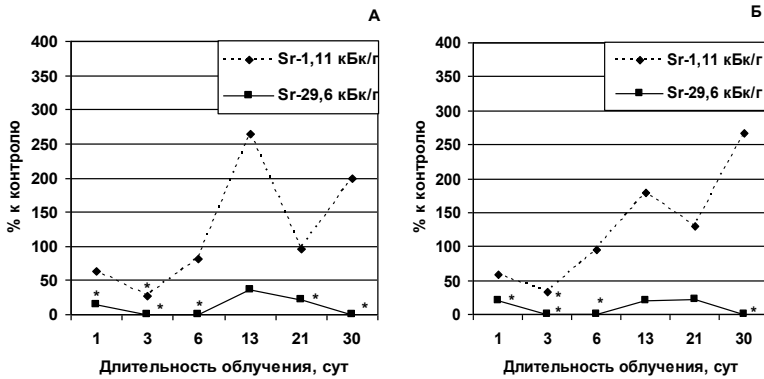 А
400
350
300
250
200
150
100
50
0
% к контролю
Sr-1,11 кБк/г
Sr-29,6 кБк/г
* * * * * * *
1 3 6 13 21 30
Длительность облучения, сут
Б
400
350
300
250
200
150
100
50
0
% к контролю
Sr-1,11 кБк/г
Sr-29,6 кБк/г
* * * * *
1 3 6 13 21 30
Длительность облучения, сут